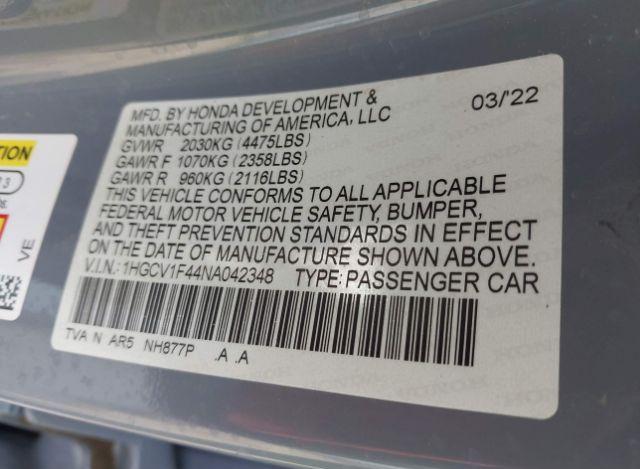 MFD. BY HONDA DEVELOPMENT & 03/'22
MANUFACTURING OF AMERICA, LLC
GVWR 2030KG (4475LBS)
GAWR F 1070KG (2358LBS)
GAWR R 960KG (2116LBS)
THIS VEHICLE CONFORMS TO ALL APPLICABLE
FEDERAL MOTOR VEHICLE SAFETY, BUMPER,
AND THEFT PREVENTION STANDARDS IN EFFECT
ON THE DATE OF MANUFACTURE SHOWN ABOVE.
V.I.N.: 1HGCV1F44NA042348 TYPE: PASSENGER CAR
TVA N AR5 NH877P .A .A
VE